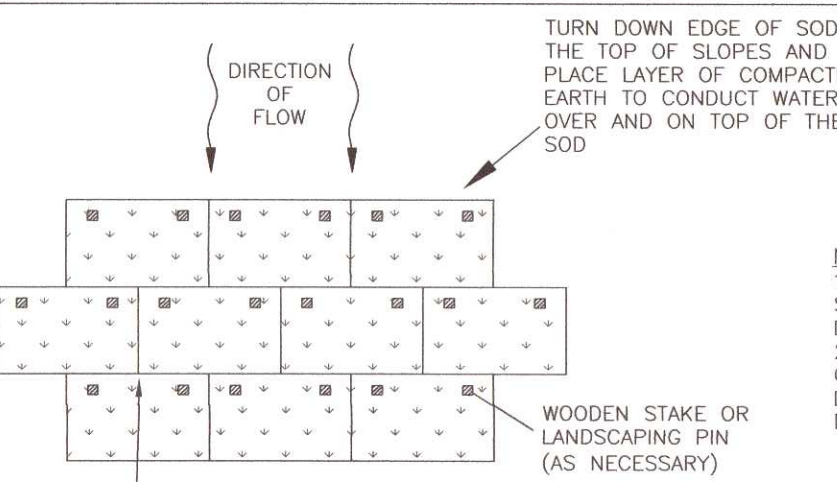 DIRECTION
OF
FLOW
TURN DOWN EDGE OF SOD
THE TOP OF SLOPES AND
PLACE LAYER OF COMPACT
EARTH TO CONDUCT WATER
OVER AND ON TOP OF THE
SOD
WOODEN STAKE OR
LANDSCAPING PIN
(AS NECESSARY)